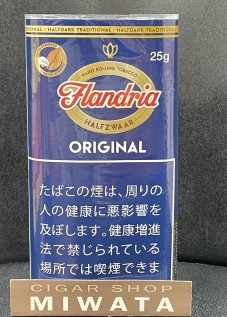 HALFDARK TRADITIONAL • HALFDARK TRADITIONAL
25g
HAND ROLLING TOBACCO
Flandria
HALFZWAAR
ORIGINAL
たばこの煙は、周りの
人の健康に悪影響を
及ぼします。健康増進
法で禁じられている
場所では喫煙できま
CIGAR SHOP
MIWATA